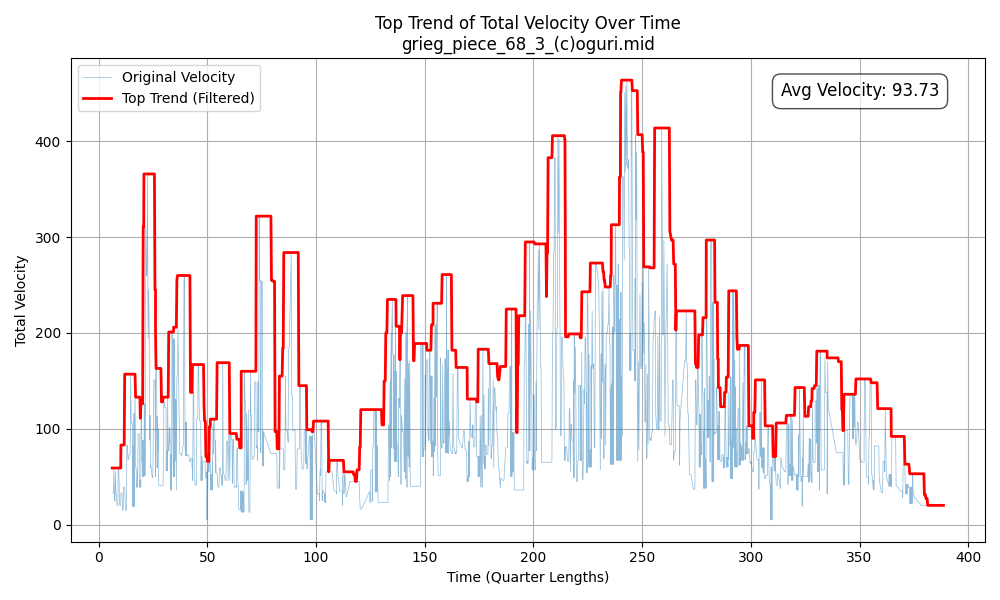 Top Trend of Total Velocity Over Time
grieg_piece_68_3_(c)oguri.mid
Original Velocity
Top Trend (Filtered)
Avg Velocity: 93.73
Total Velocity
400
300
200
100
0
0 50 100 150 200 250 300 350 400
Time (Quarter Lengths)